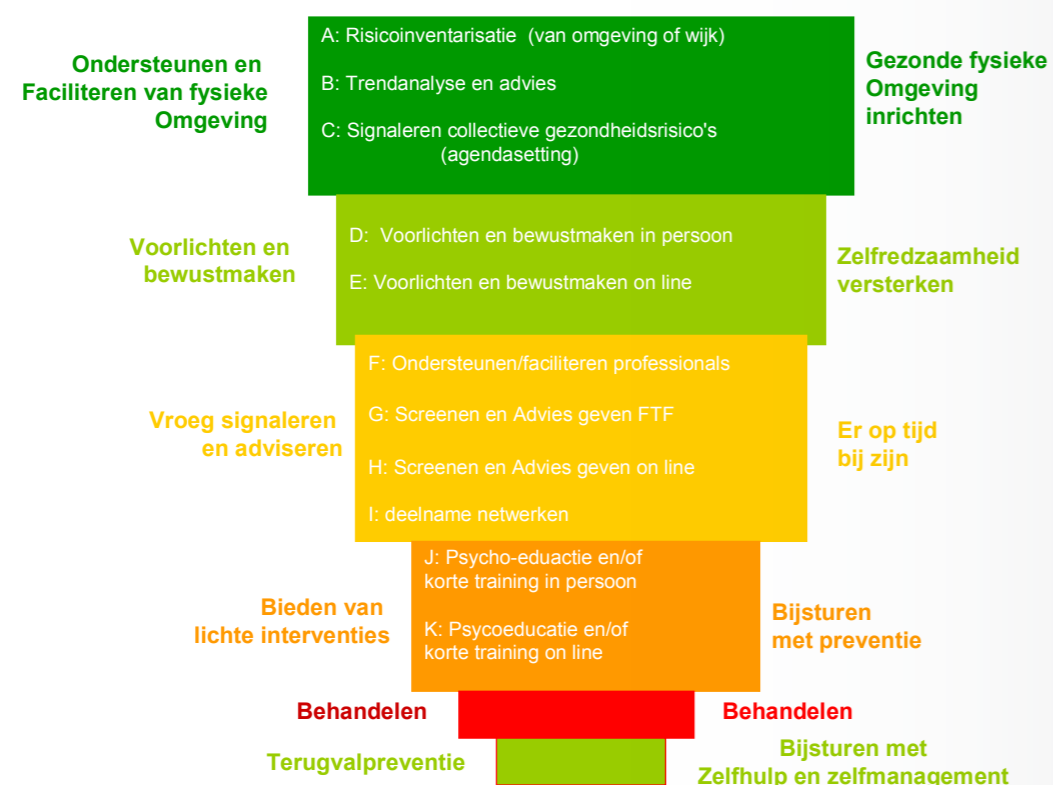 Ondersteunen en
Faciliteren van fysieke
Omgeving
A: Risicoinventarisatie (van omgeving of wijk)
B: Trendanalyse en advies
C: Signaleren collectieve gezondheidsrisico's
(agendasetting)
Gezonde fysieke
Omgeving
inrichten
Voorlichten en
bewustmaken
D: Voorlichten en bewustmaken in persoon
E: Voorlichten en bewustmaken on line
Zelfredzaamheid
versterken
Vroeg signaleren
en adviseren
F: Ondersteunen/faciliteren professionals
G: Screenen en Advies geven FTF
H: Screenen en Advies geven on line
I: deelname netwerken
Er op tijd
bij zijn
Bieden van
lichte interventies
J: Psycho-eduactie en/of
korte training in persoon
K: Psycoeducatie en/of
korte training on line
Bijsturen
met preventie
Behandelen
Behandelen
Terugvalpreventie
Bijsturen met
Zelfhulp en zelfmanagement